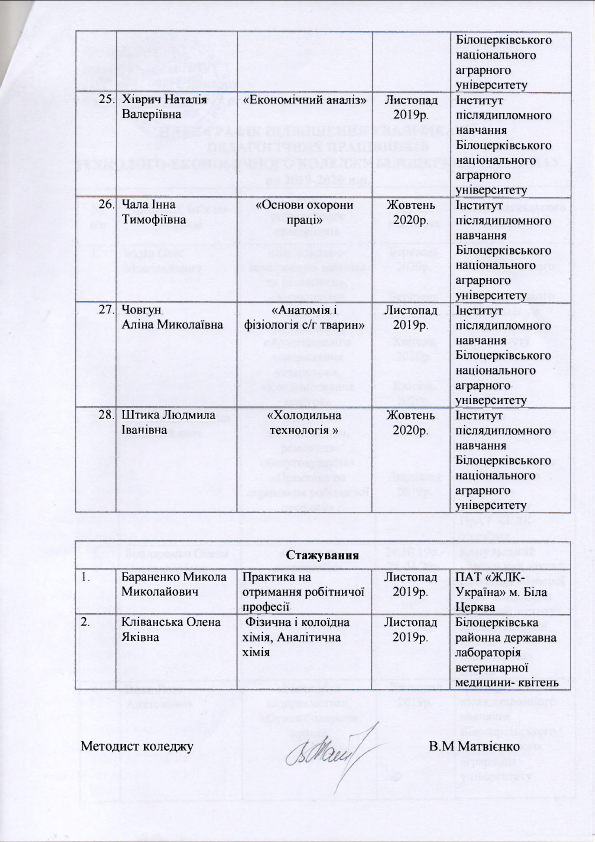 Білоцерківського
національного
аграрного
університету
25. Хіврич Наталія Валеріївна
«Економічний аналіз»
Листопад
2019р.
Інститут
післядипломного
навчання
Білоцерківського
національного
аграрного
університету
26. Чала Інна
Тимофіївна
«Основи охорони
праці»
Жовтень
2020р.
Інститут
післядипломного
навчання
Білоцерківського
національного
аграрного
університету
27. Човгун
Аліна Миколаївна
«Анатомія і
фізіологія с/г тварин»
Листопад
2019р.
Інститут
післядипломного
навчання
Білоцерківського
національного
аграрного
університету
28. Штика Людмила
Іванівна
«Холодильна
технологія »
Жовтень
2020р.
Інститут
післядипломного
навчання
Білоцерківського
національного
аграрного
університету
Стажування
1. Бараненко Микола
Миколайович
Практика на
отримання робітничої
професії
Листопад
2019р.
ПАТ «ЖЛК-
Україна» м. Біла
Церква
2. Кліванська Олена
Яківна
Фізична і колоїдна
хімія, Аналітична
хімія
Листопад
2019р.
Білоцерківська
районна державна
лабораторія
ветеринарної
медицини- квітень
Методист коледжу В.М Матвієнко